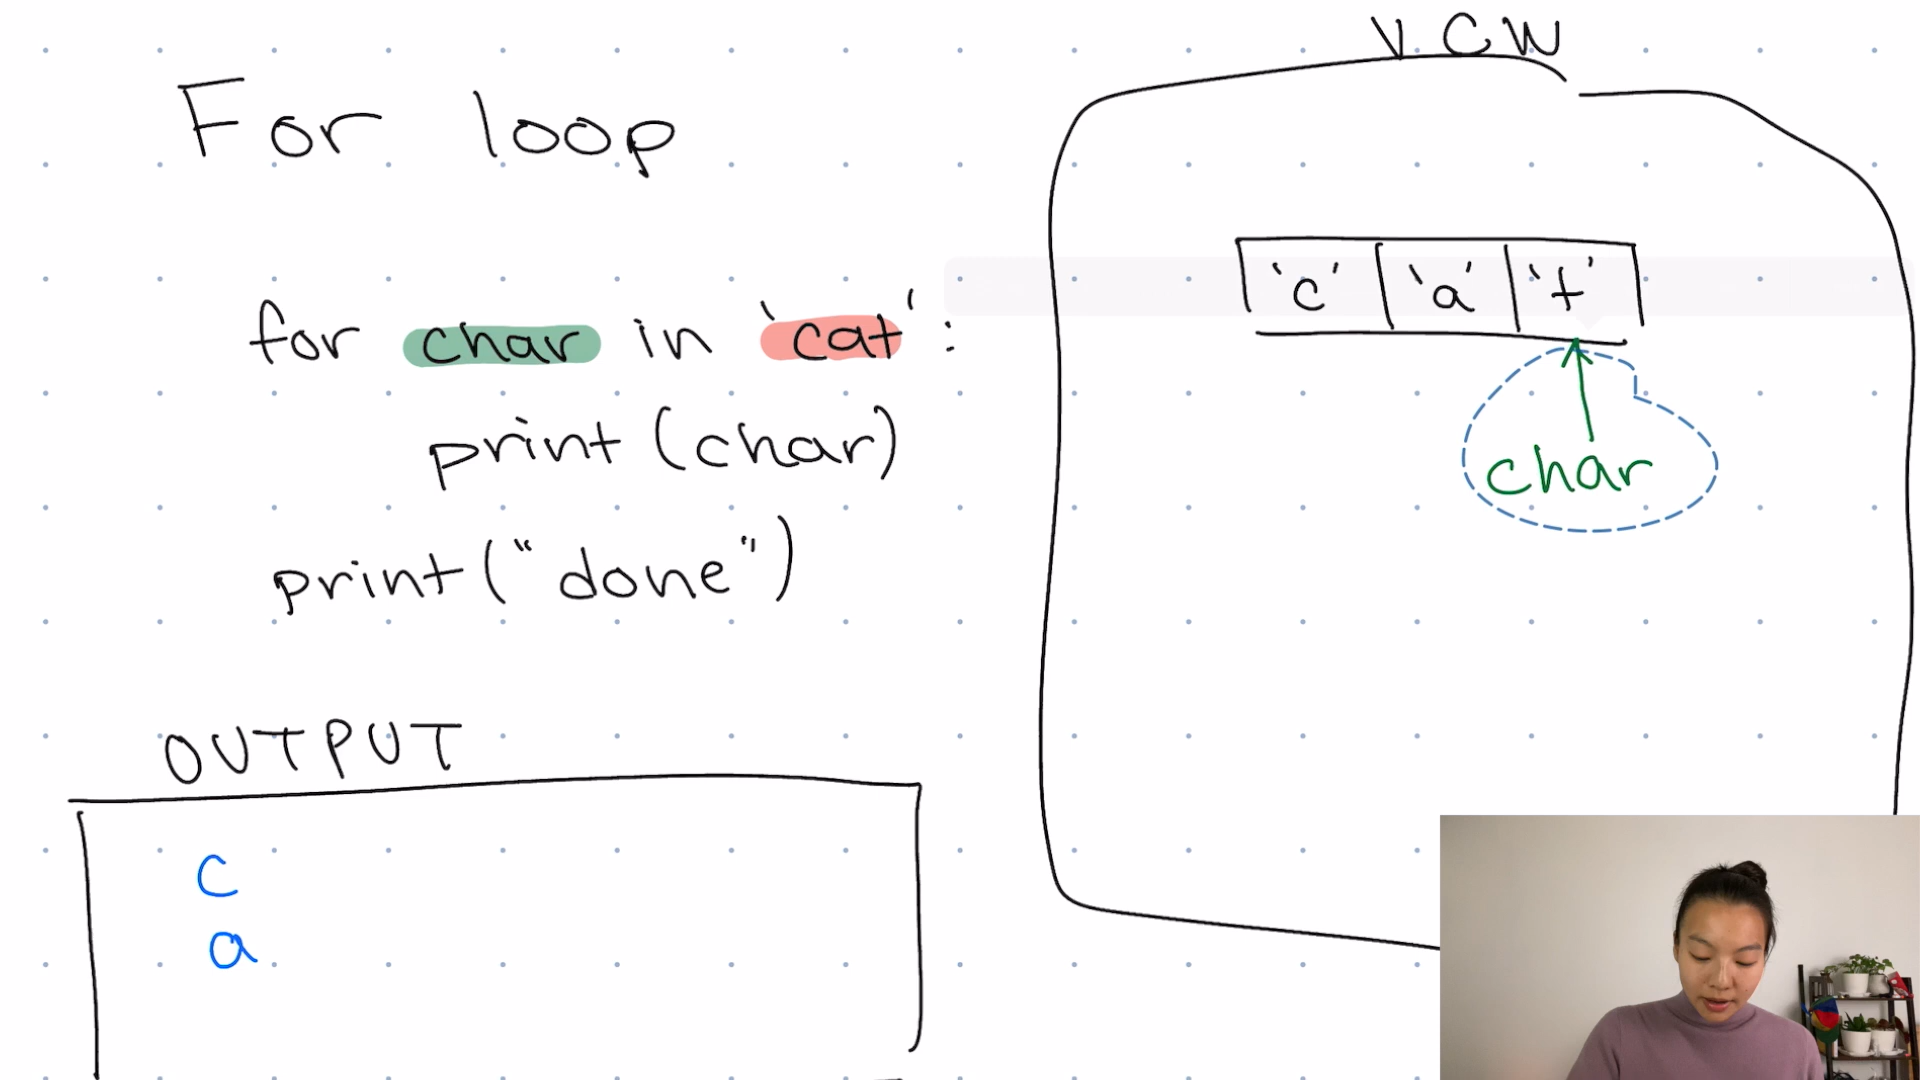 For loop
for char in 'cat':
print (char)
print ("done")
OUTPUT
c
a
VCW
'c' 'a' 't'
char